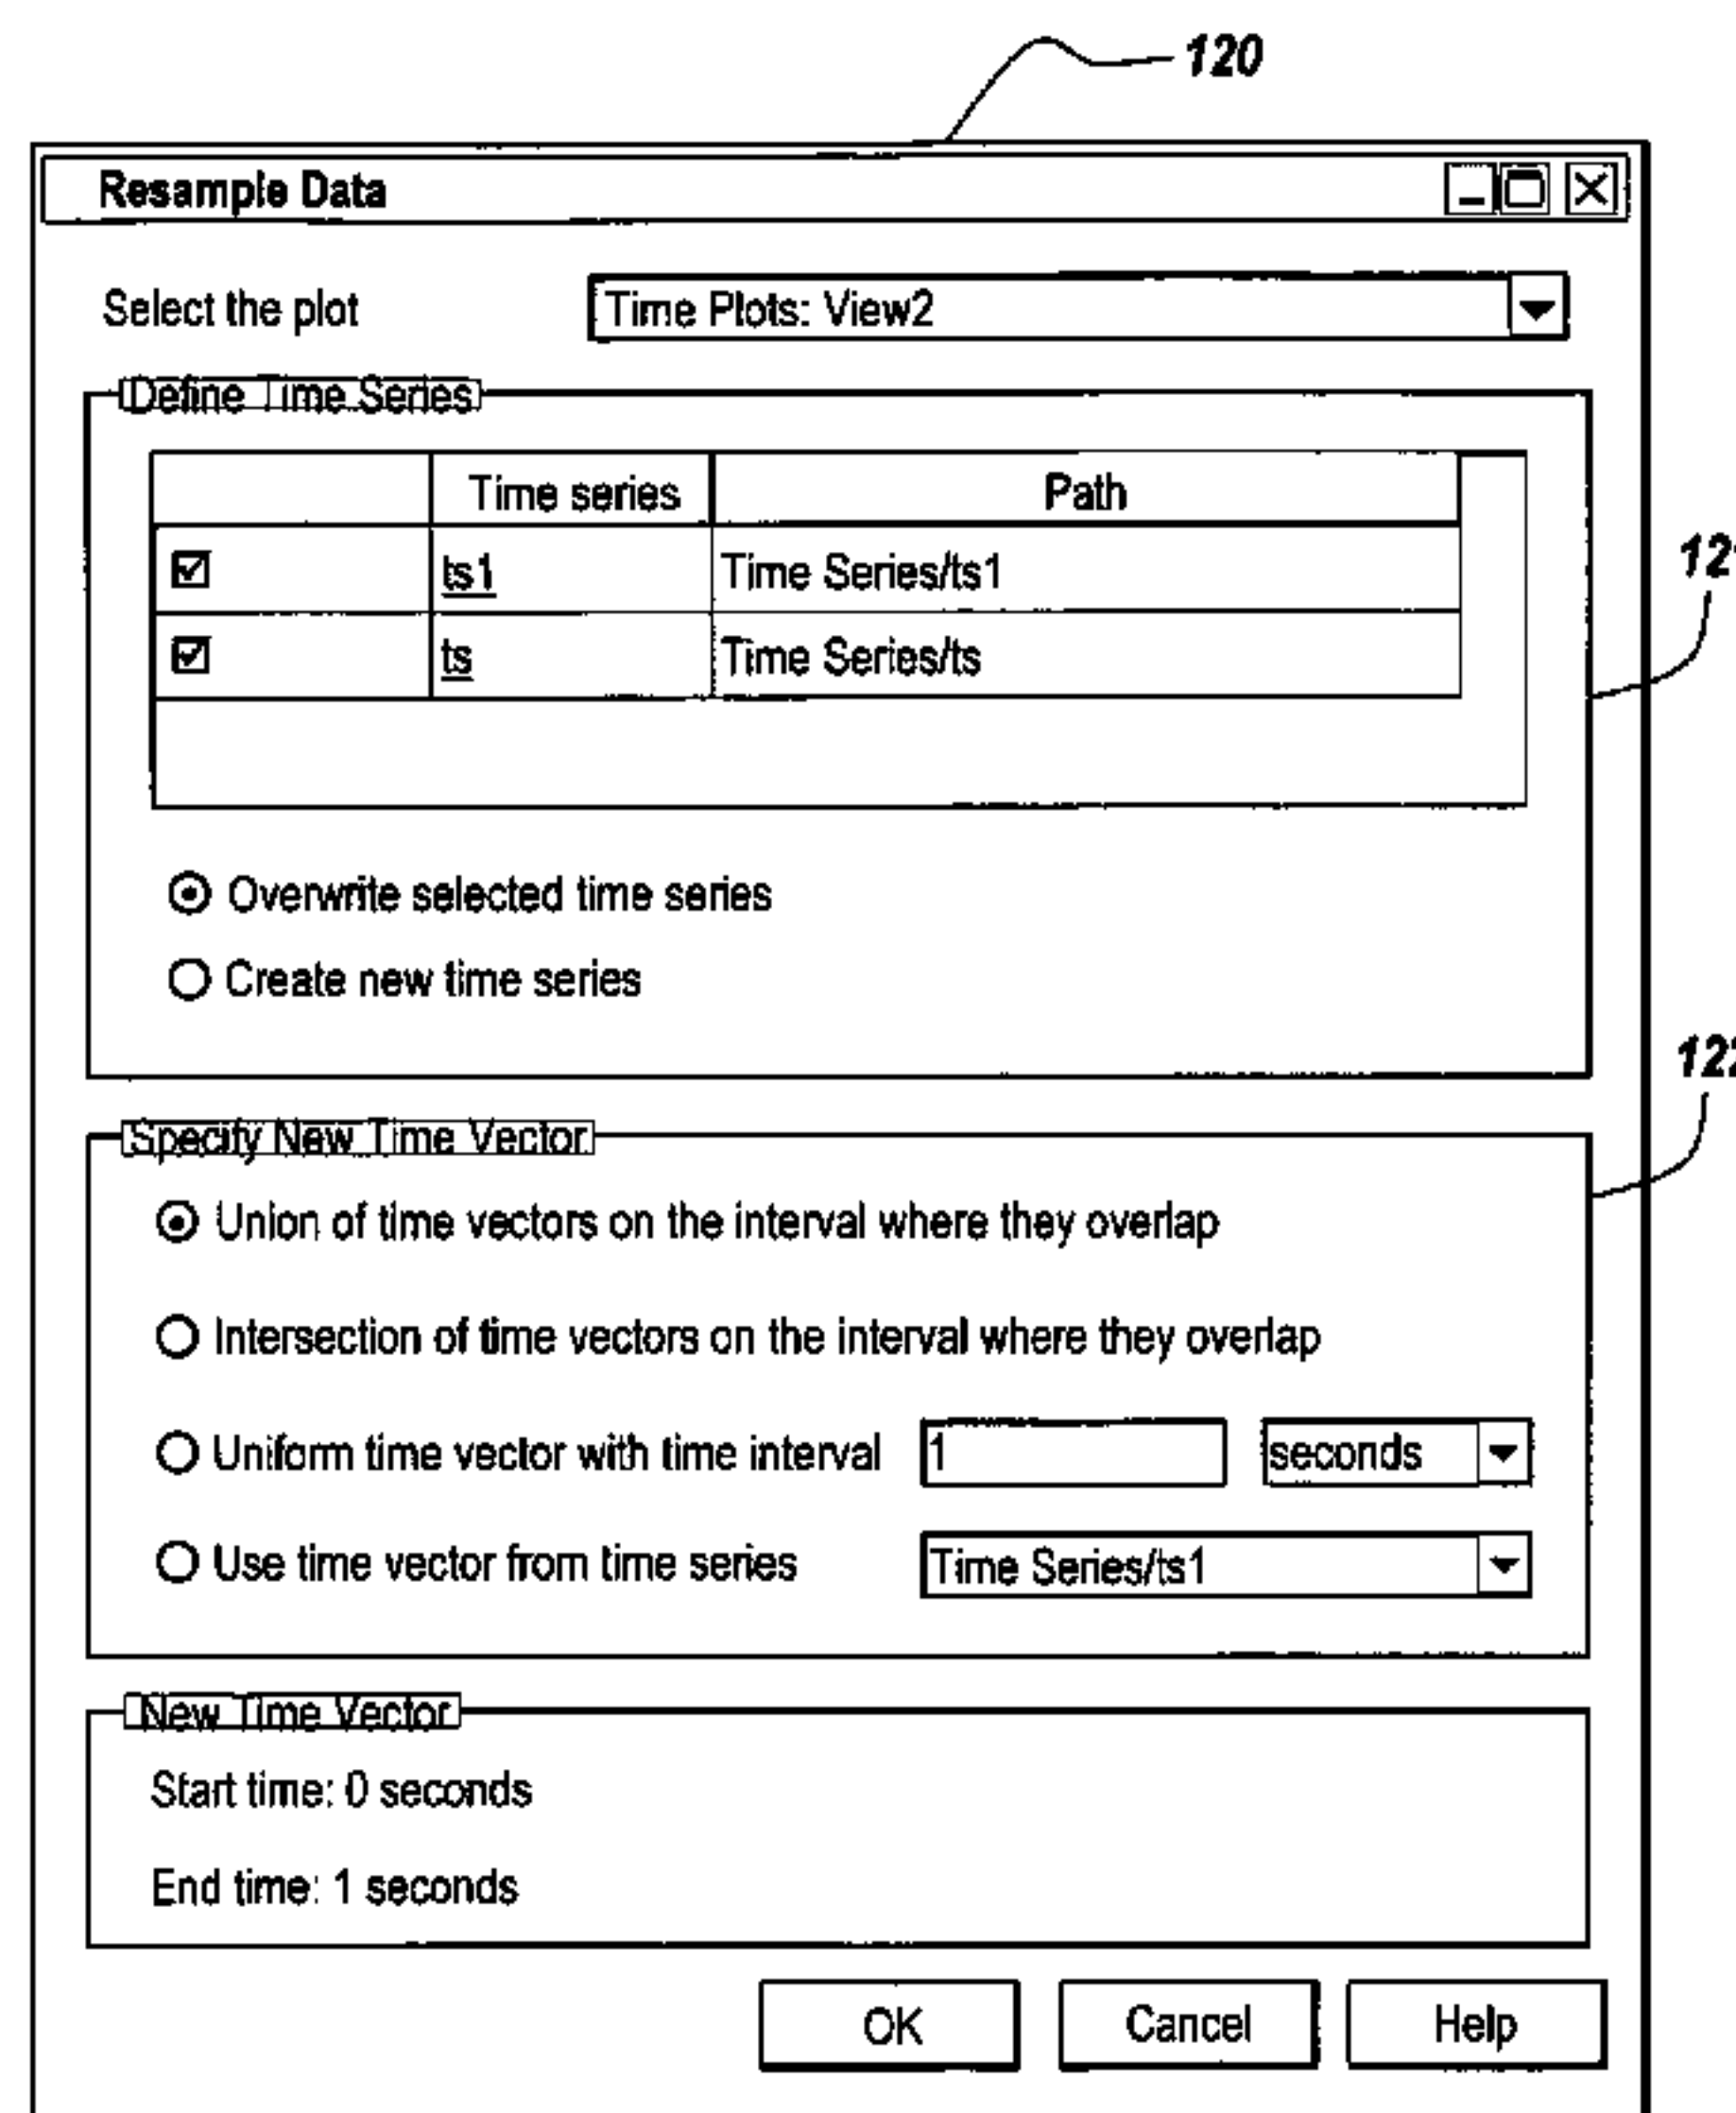 120
Resample Data
Select the plot Time Plots: View2
Define Time Series
Time series Path
ts1 Time Series/ts1
ts Time Series/ts
Overwrite selected time series
Create new time series
122
Specify New Time Vector
Union of time vectors on the interval where they overlap
Intersection of time vectors on the interval where they overlap
Uniform time vector with time interval 1 seconds
Use time vector from time series Time Series/ts1
New Time Vector
Start time: 0 seconds
End time: 1 seconds
OK Cancel Help